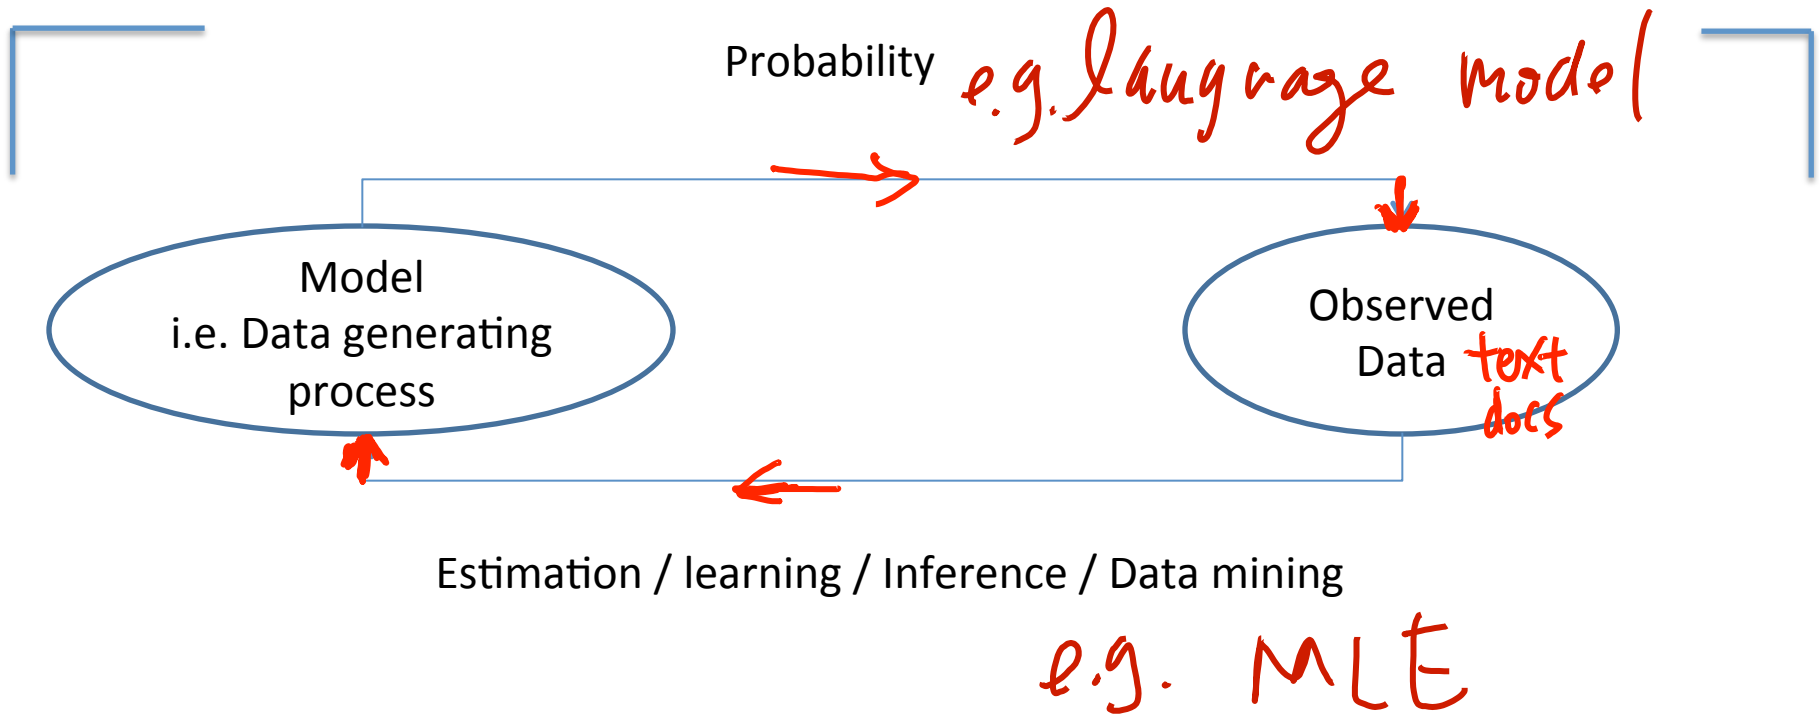 Probability e.g. language model
Model
i.e. Data generating
process
Observed
Data text
docs
Estimation / learning / Inference / Data mining
e.g. MLE